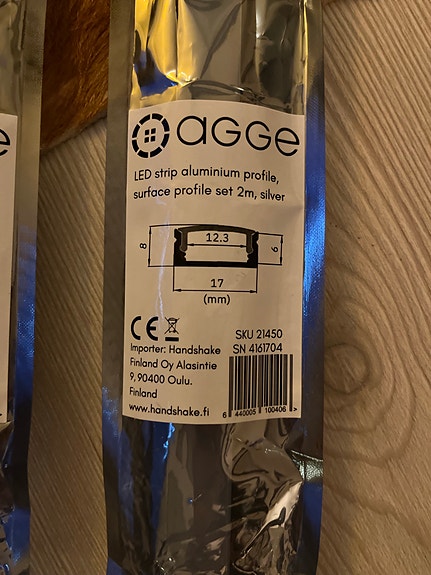 agge
LED strip aluminium profile,
surface profile set 2m, silver
8
12.3
6
17
(mm)
CE
SKU 21450
SN 4161704
Importer: Handshake
Finland Oy Alasintie
9, 90400 Oulu.
Finland
www.handshake.fi
6 440005 100406 >
e